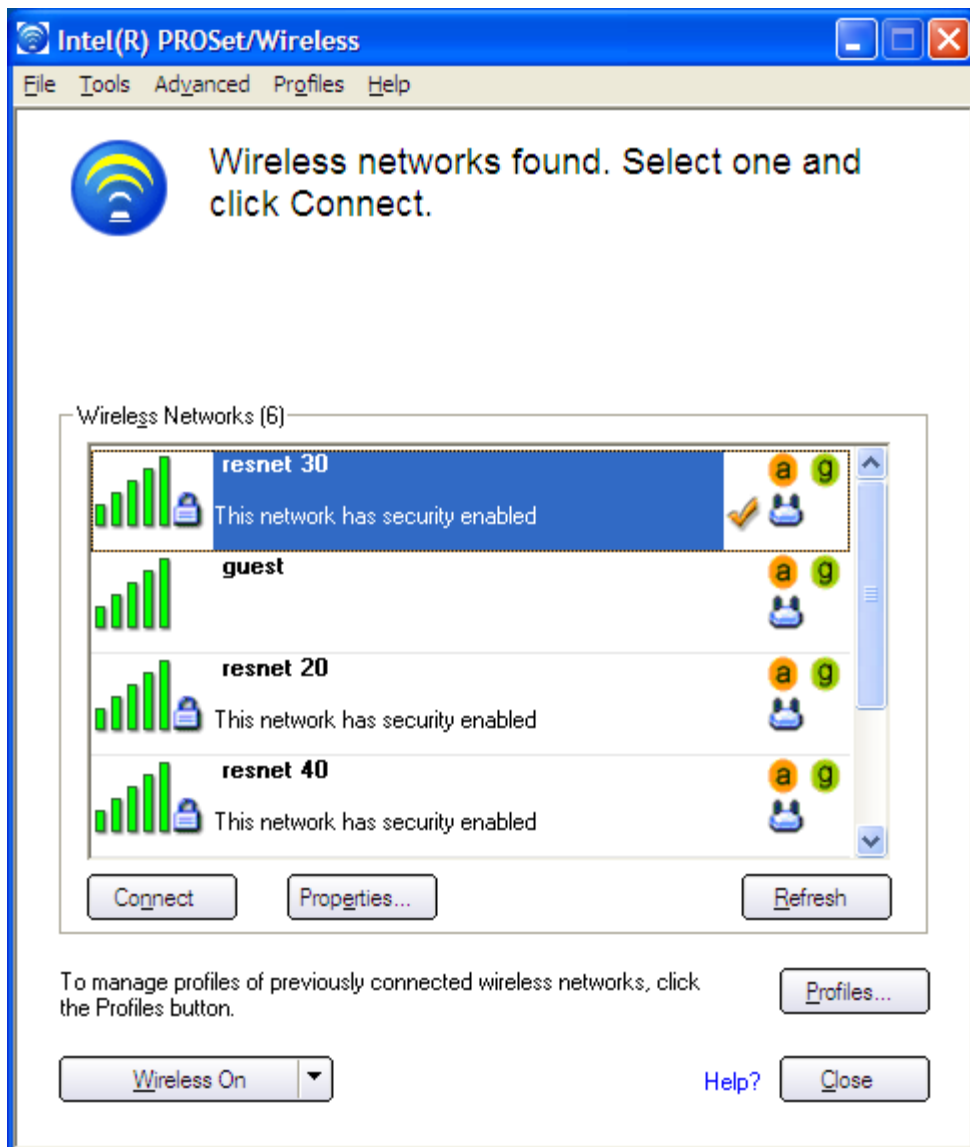 Intel(R) PROSet/Wireless
File Tools Advanced Profiles Help
Wireless networks found. Select one and
click Connect.
Wireless Networks (6)
resnet 30
a g
This network has security enabled
guest
a g
resnet 20
a g
This network has security enabled
resnet 40
a g
This network has security enabled
Connect Properties... Refresh
To manage profiles of previously connected wireless networks, click
the Profiles button.
Profiles...
Wireless On Help? Close